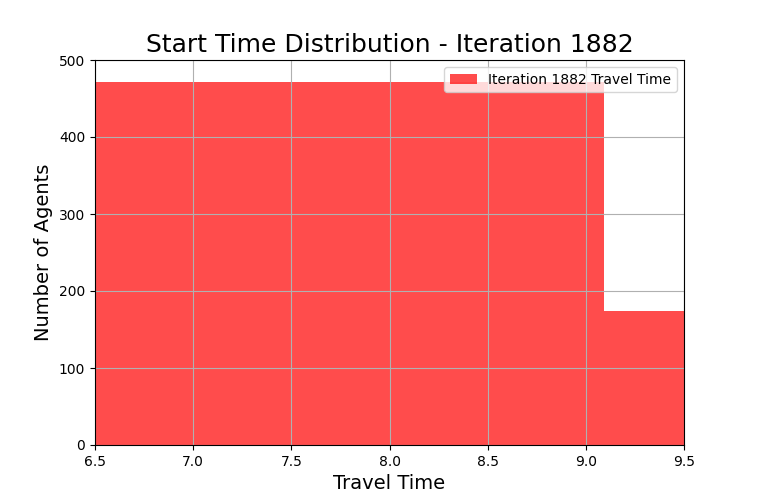 Start Time Distribution - Iteration 1882
500
Iteration 1882 Travel Time
400
300
200
100
0
Number of Agents
6.5 7.0 7.5 8.0 8.5 9.0 9.5
Travel Time